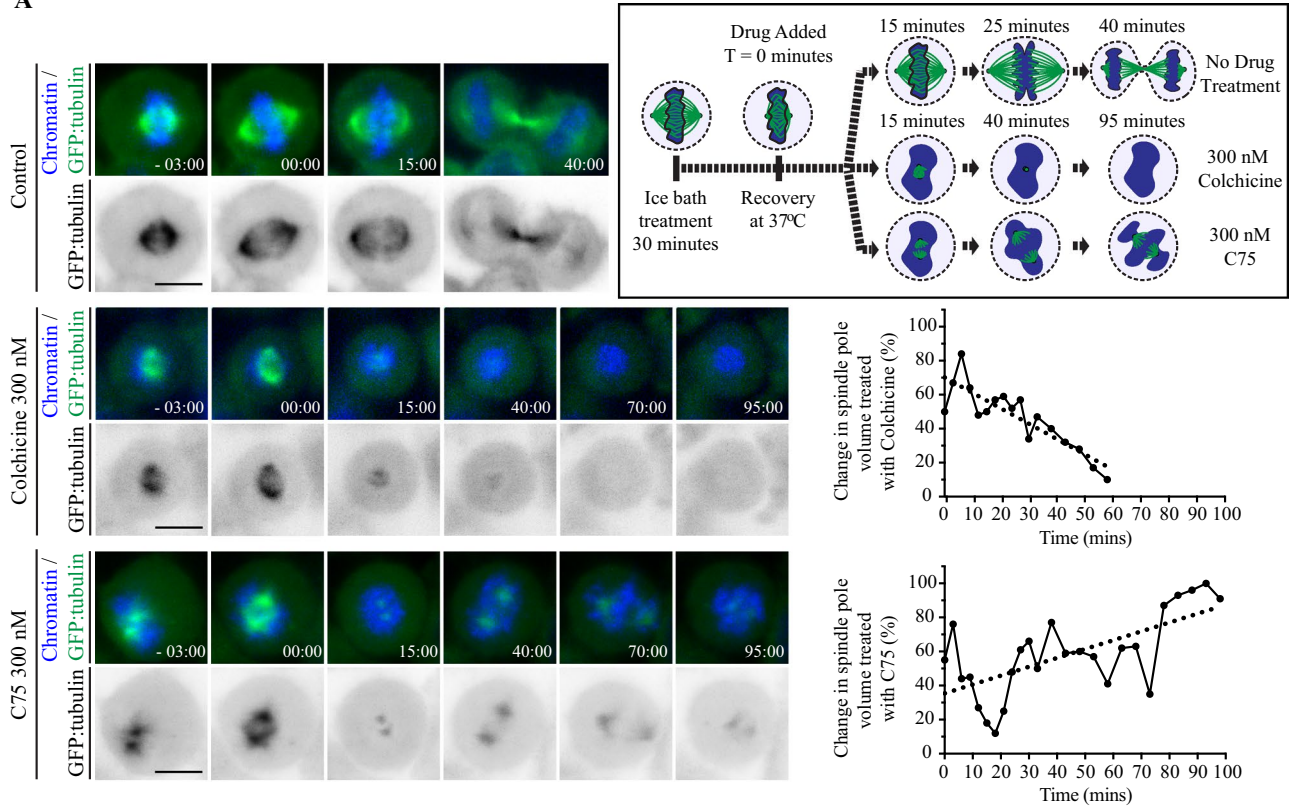 A
Control
Chromatin /
GFP:tubulin
- 03:00
00:00
15:00
40:00
GFP:tubulin
Drug Added
T = 0 minutes
Ice bath
treatment
30 minutes
Recovery
at 37ºC
15 minutes
25 minutes
40 minutes
No Drug
Treatment
15 minutes
40 minutes
95 minutes
300 nM
Colchicine
300 nM
C75
Colchicine 300 nM
Chromatin /
GFP:tubulin
- 03:00
00:00
15:00
40:00
70:00
95:00
GFP:tubulin
Change in spindle pole
volume treated
with Colchicine (%)
100
80
60
40
20
0
0 10 20 30 40 50 60 70 80 90 100
Time (mins)
C75 300 nM
Chromatin /
GFP:tubulin
- 03:00
00:00
15:00
40:00
70:00
95:00
GFP:tubulin
Change in spindle pole
volume treated
with C75 (%)
100
80
60
40
20
0
0 10 20 30 40 50 60 70 80 90 100
Time (mins)